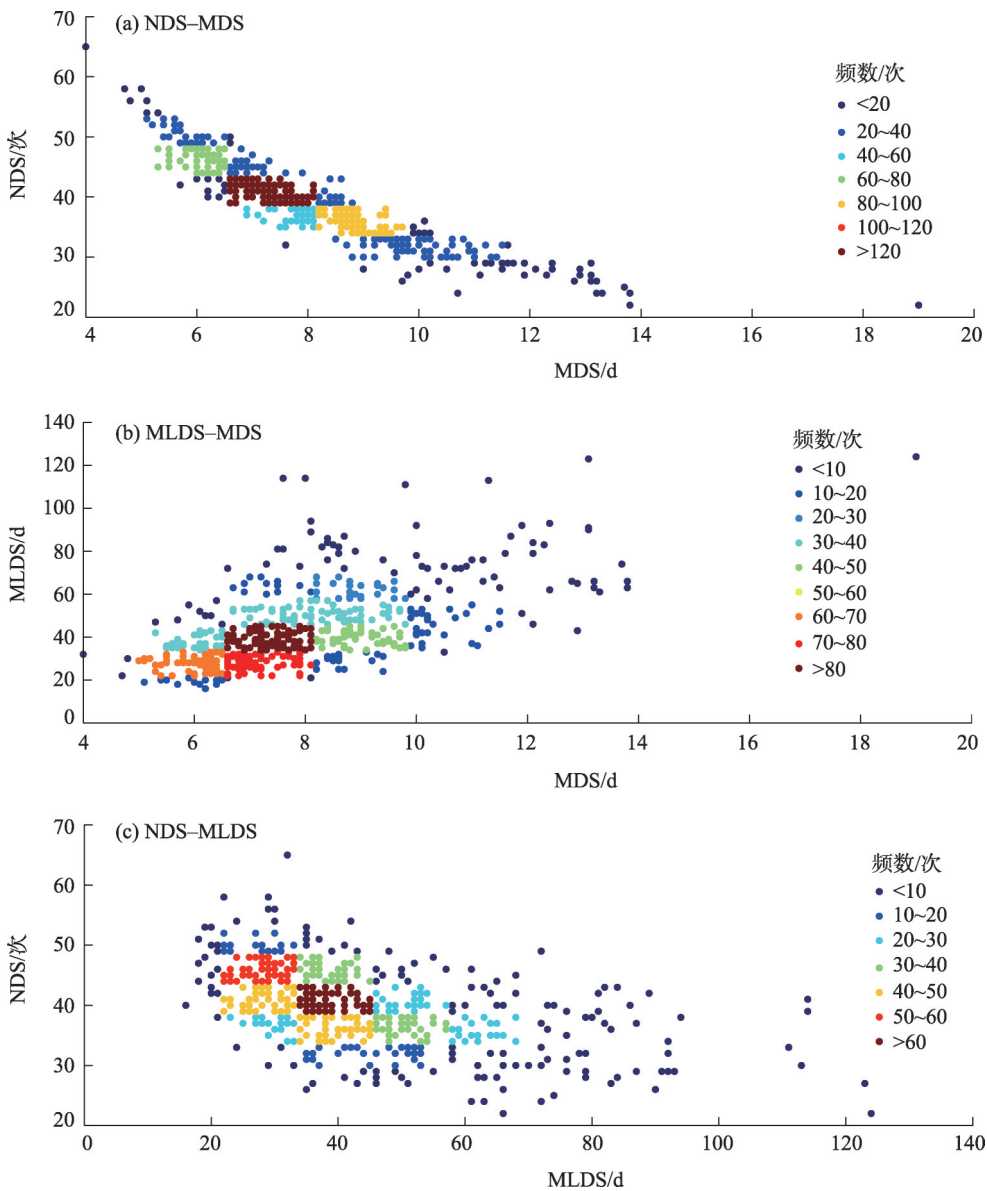 (a) NDS–MDS
70
60
50
40
30
20
NDS/次
频数/次
<20
20~40
40~60
60~80
80~100
100~120
>120
4 6 8 10 12 14 16 18 20
MDS/d
(b) MLDS–MDS
140
120
100
80
60
40
20
0
MLDS/d
频数/次
<10
10~20
20~30
30~40
40~50
50~60
60~70
70~80
>80
4 6 8 10 12 14 16 18 20
MDS/d
(c) NDS–MLDS
70
60
50
40
30
20
NDS/次
频数/次
<10
10~20
20~30
30~40
40~50
50~60
>60
0 20 40 60 80 100 120 140
MLDS/d